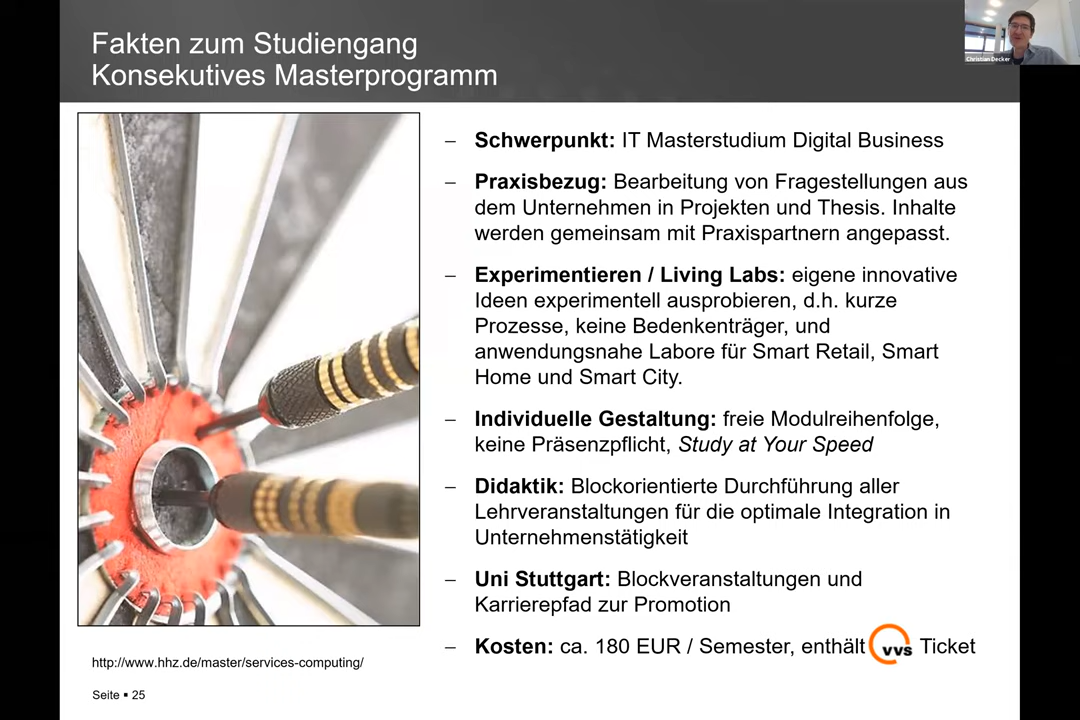 Fakten zum Studiengang
Konsekutives Masterprogramm
Christian Decker
– Schwerpunkt: IT Masterstudium Digital Business
– Praxisbezug: Bearbeitung von Fragestellungen aus
dem Unternehmen in Projekten und Thesis. Inhalte
werden gemeinsam mit Praxispartnern angepasst.
– Experimentieren / Living Labs: eigene innovative
Ideen experimentell ausprobieren, d.h. kurze
Prozesse, keine Bedenkenträger, und
anwendungsnahe Labore für Smart Retail, Smart
Home und Smart City.
– Individuelle Gestaltung: freie Modulreihenfolge,
keine Präsenzpflicht, Study at Your Speed
– Didaktik: Blockorientierte Durchführung aller
Lehrveranstaltungen für die optimale Integration in
Unternehmenstätigkeit
– Uni Stuttgart: Blockveranstaltungen und
Karrierepfad zur Promotion
– Kosten: ca. 180 EUR / Semester, enthält vvs Ticket
http://www.hhz.de/master/services-computing/
Seite ▪ 25